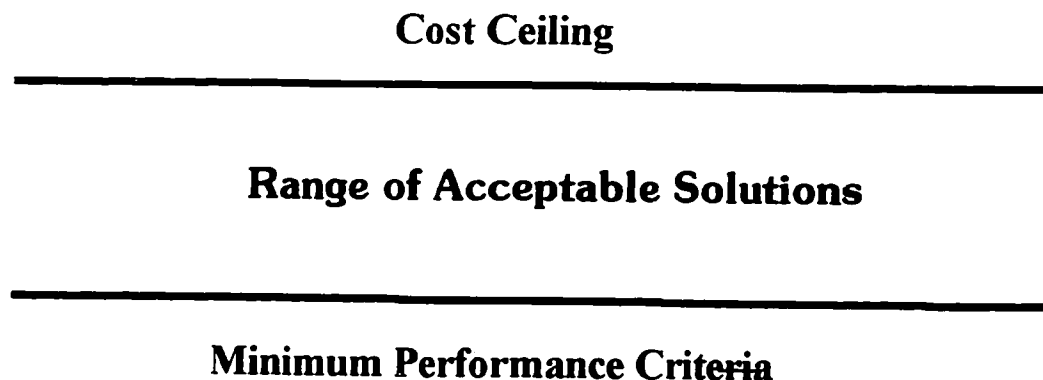 Cost Ceiling
Range of Acceptable Solutions
Minimum Performance Criteria